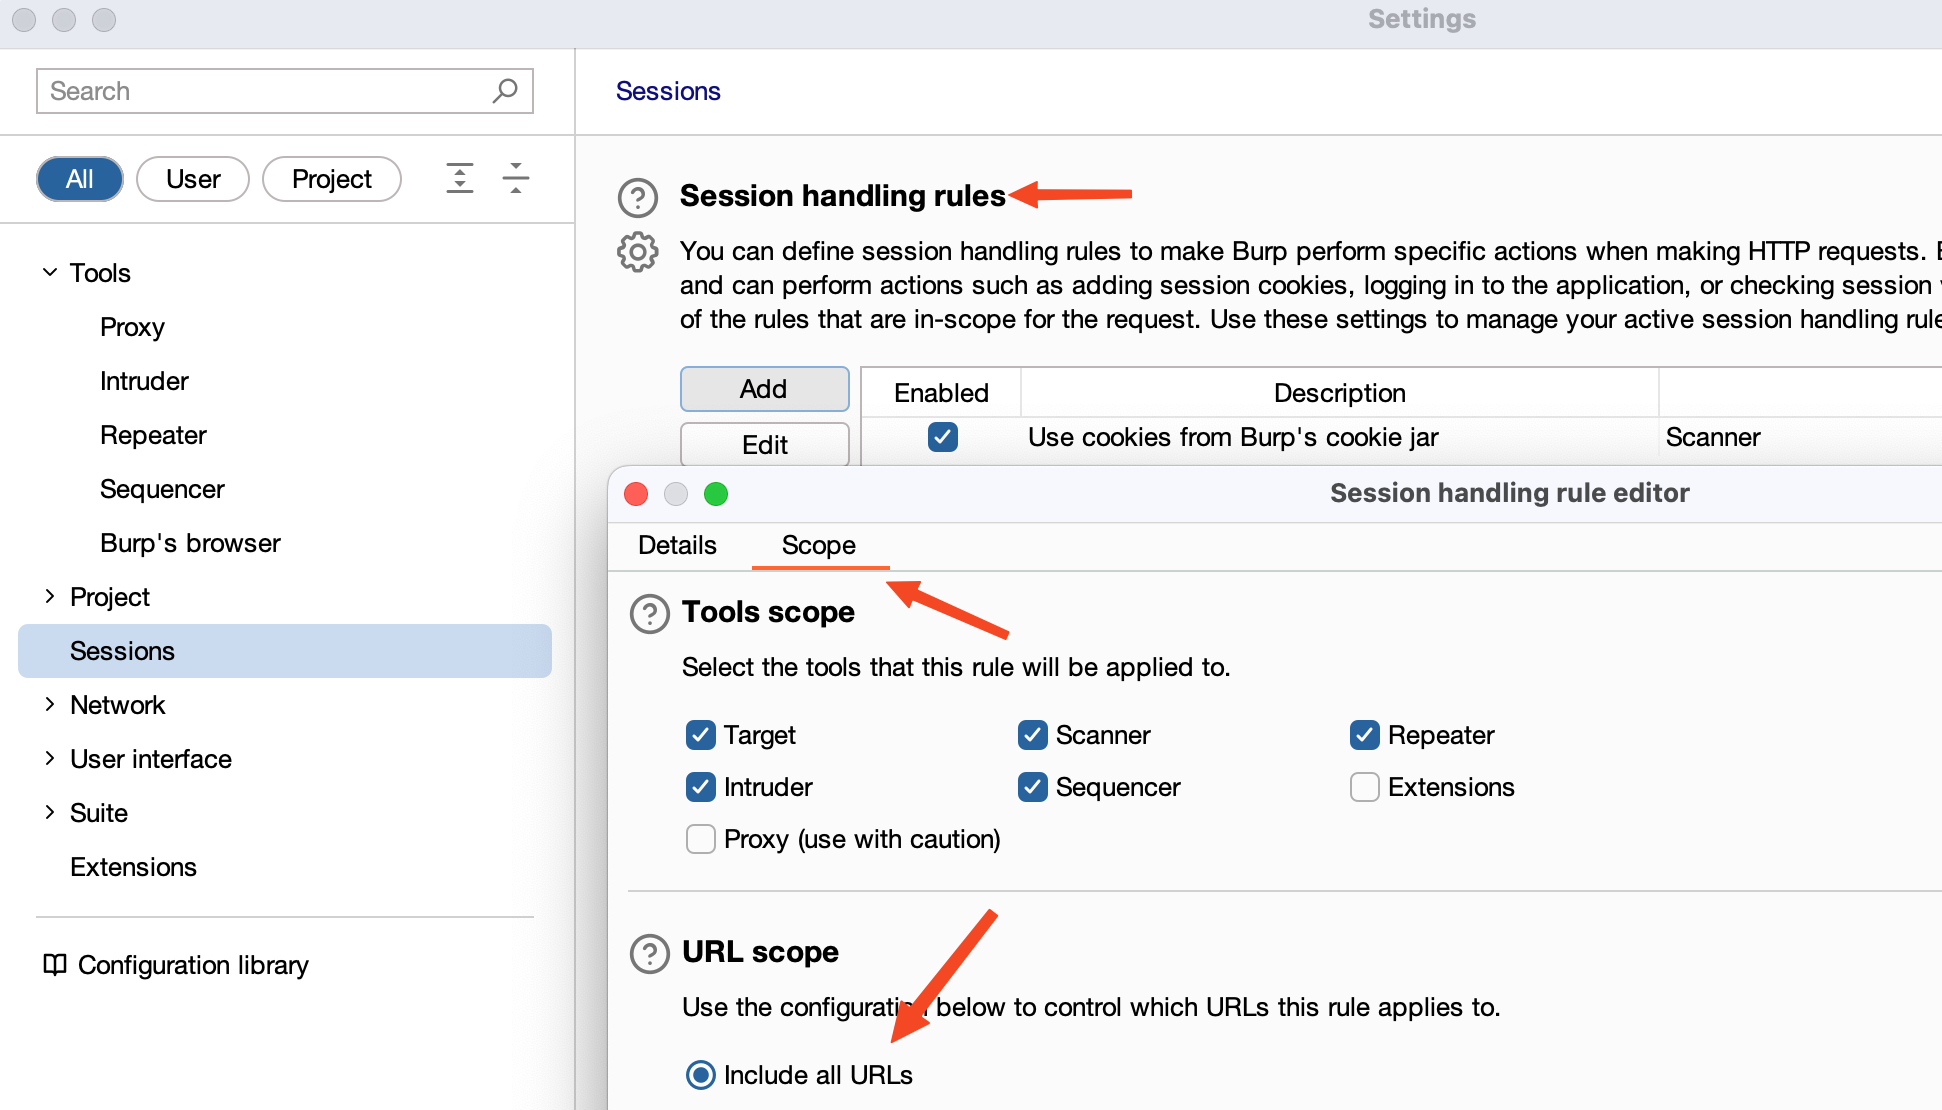 Settings
Search
Sessions
All
User
Project
Session handling rules
You can define session handling rules to make Burp perform specific actions when making HTTP requests.
and can perform actions such as adding session cookies, logging in to the application, or checking session
of the rules that are in-scope for the request. Use these settings to manage your active session handling rule
Tools
Proxy
Intruder
Repeater
Sequencer
Burp's browser
Project
Sessions
Network
User interface
Suite
Extensions
Configuration library
Add
Edit
Enabled
Description
Use cookies from Burp's cookie jar
Scanner
Session handling rule editor
Details
Scope
Tools scope
Select the tools that this rule will be applied to.
Target
Scanner
Repeater
Intruder
Sequencer
Extensions
Proxy (use with caution)
URL scope
Use the configuration below to control which URLs this rule applies to.
Include all URLs